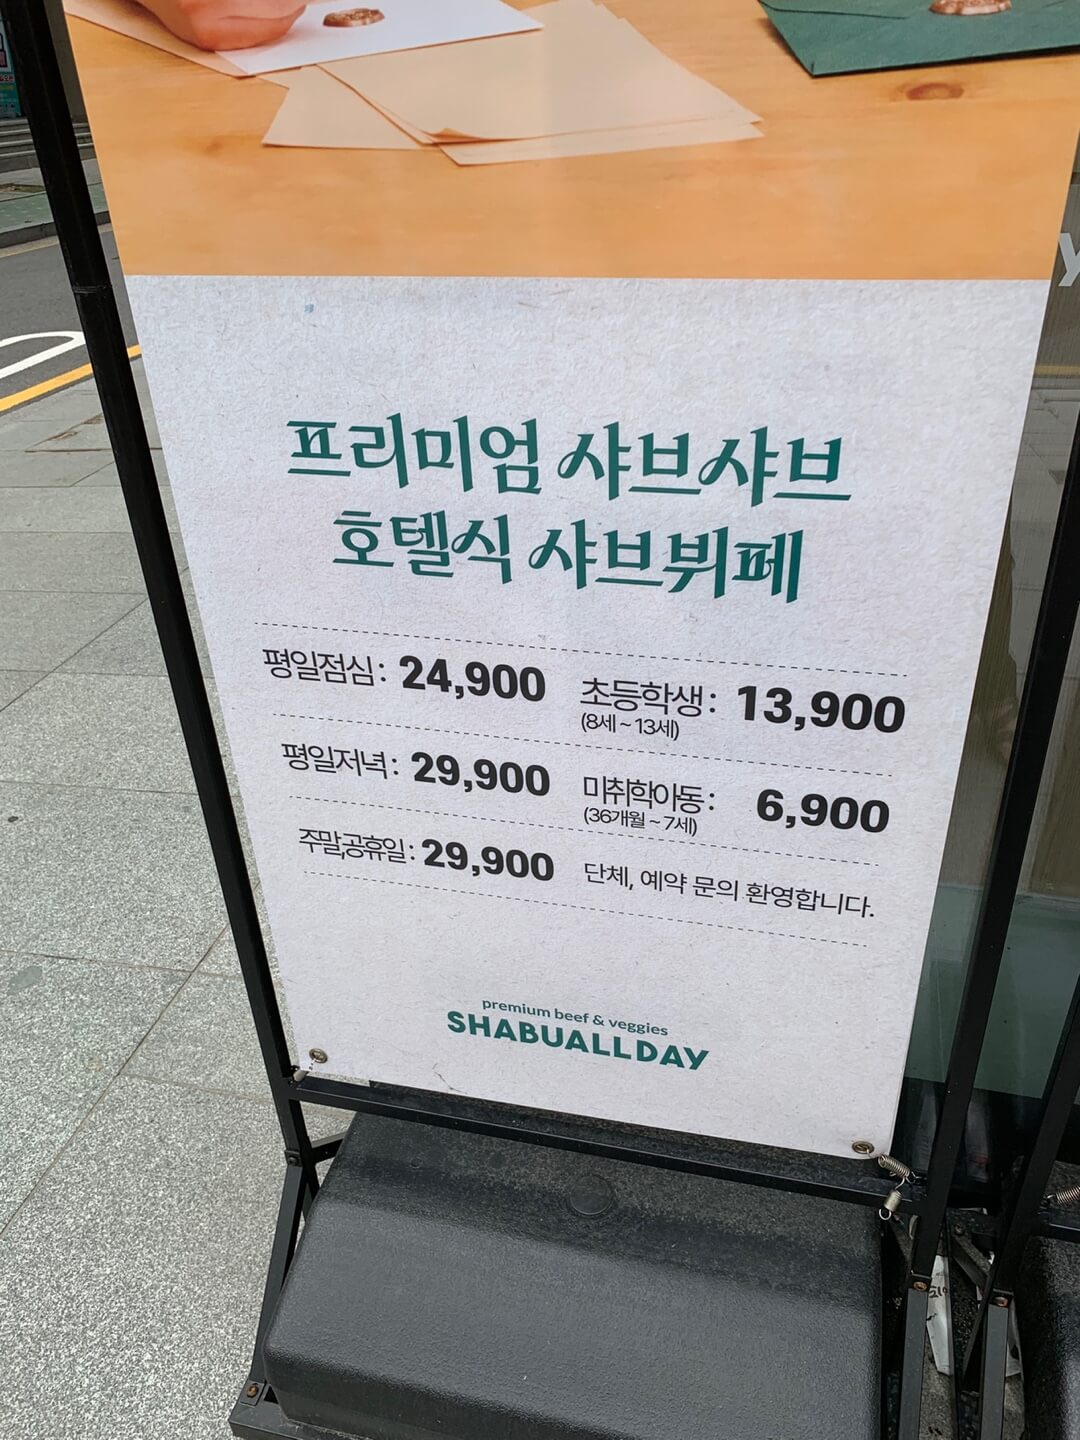 프리미엄 샤브샤브
호텔식 샤브뷔페
평일점심: 24,900
초등학생: 13,900
(8세 ~ 13세)
평일저녁: 29,900
미취학아동: 6,900
(36개월 ~ 7세)
주말,공휴일: 29,900
단체, 예약 문의 환영합니다.
premium beef & veggies
SHABUALLDAY